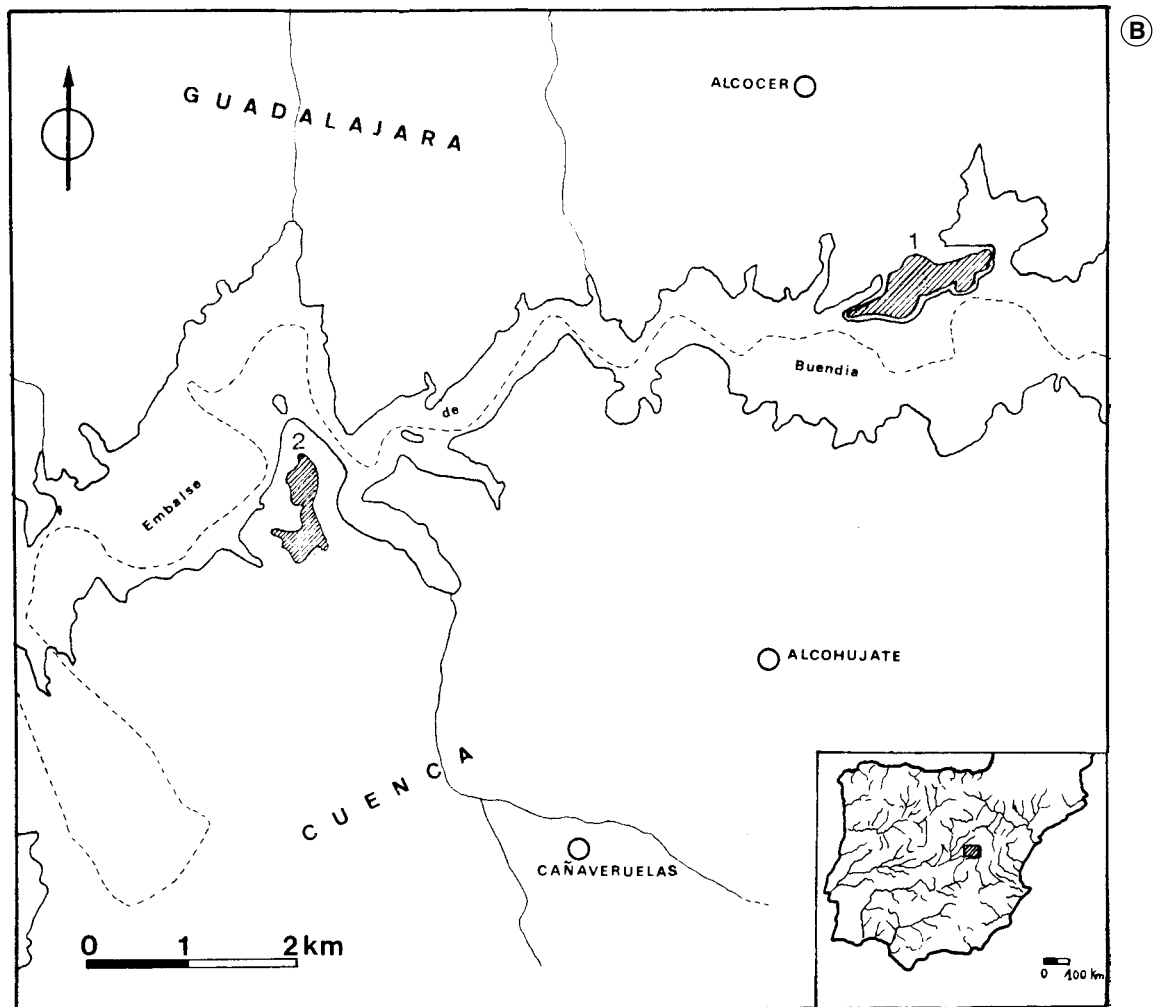 B
ALCOCER
GUADALAJARA
1
Buendia
de
2
Embalse
ALCOHUJATE
CUENCA
CAÑAVERUELAS
0 1 2 km
0 100 Km